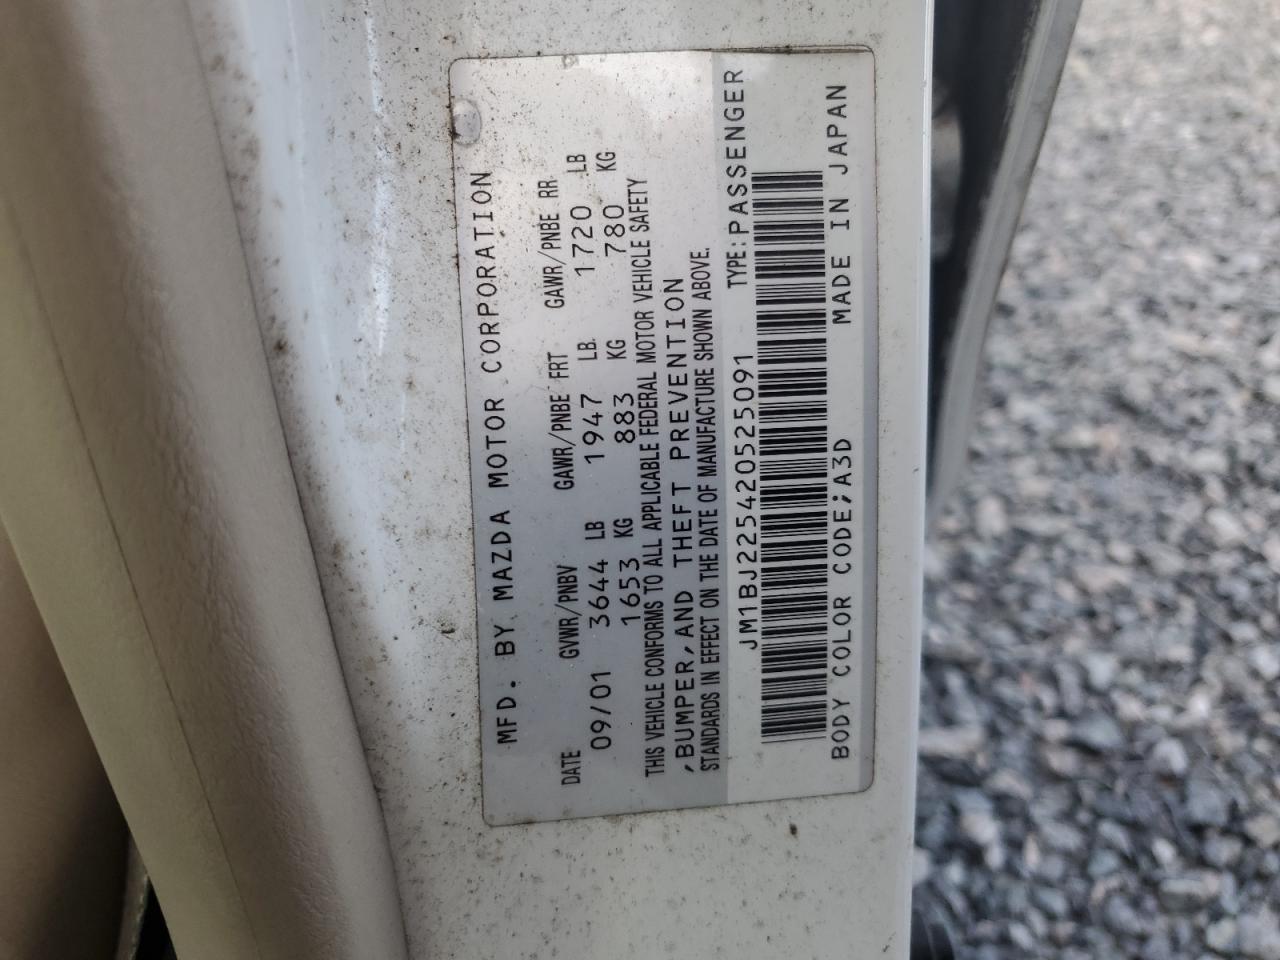 MFD. BY MAZDA MOTOR CORPORATION
DATE GVWR/PNBV GAWR/PNBE FRT GAWR/PNBE RR
09/01 3644 LB 1947 LB. 1720 LB
1653 KG 883 KG 780 KG
THIS VEHICLE CONFORMS TO ALL APPLICABLE FEDERAL MOTOR VEHICLE SAFETY
,BUMPER,AND THEFT PREVENTION
STANDARDS IN EFFECT ON THE DATE OF MANUFACTURE SHOWN ABOVE.
JM1BJ225420525091 TYPE:PASSENGER
BODY COLOR CODE;A3D MADE IN JAPAN